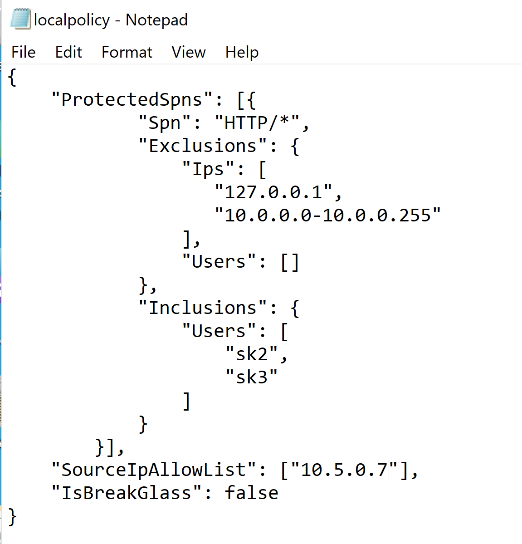 localpolicy - Notepad
File Edit Format View Help
{
    "ProtectedSpns": [{
            "Spn": "HTTP/*",
            "Exclusions": {
                "Ips": [
                   "127.0.0.1",
                   "10.0.0.0-10.0.0.255"
                ],
                "Users": []
            },
            "Inclusions": {
                "Users": [
                    "sk2",
                    "sk3"
                ]
            }
        }],
    "SourceIpAllowList": ["10.5.0.7"],
    "IsBreakGlass": false
}